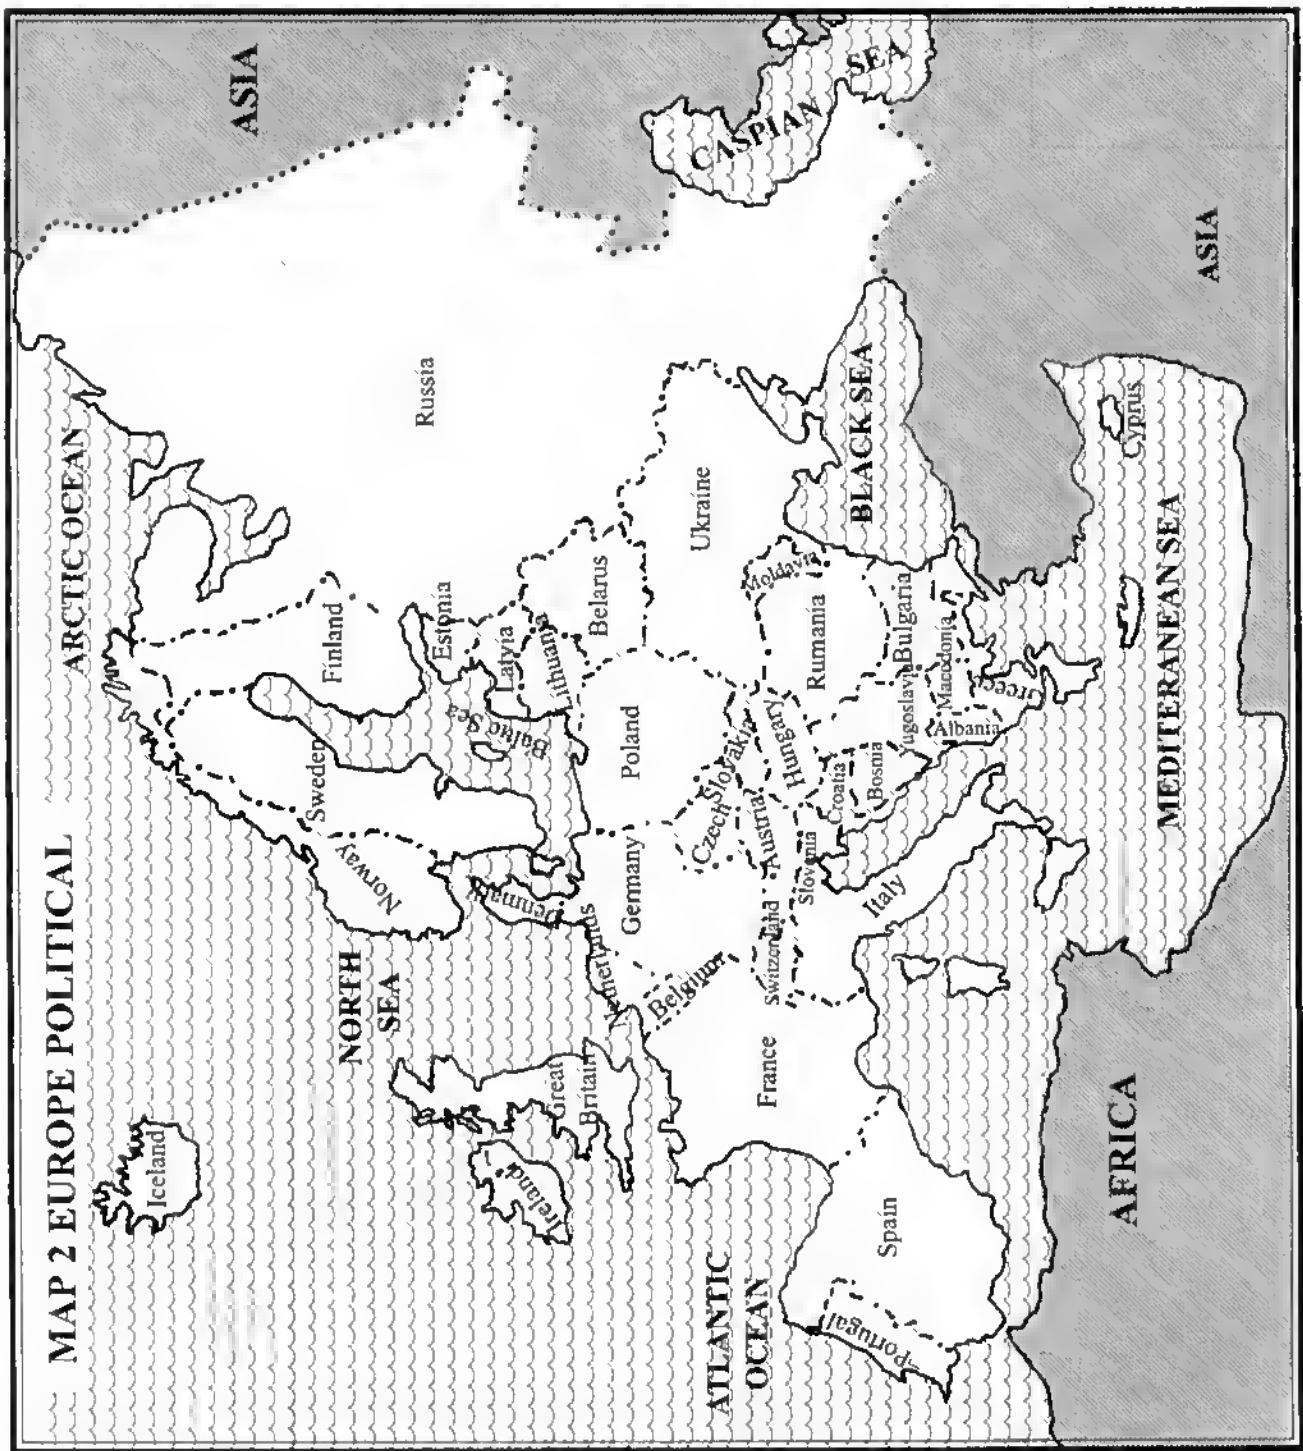 MAP 2 EUROPE POLITICAL
ARCTIC OCEAN
ASIA
Iceland
NORTH
SEA
Norway
Sweden
Finland
Russia
Estonia
Latvia
Lithuania
Baltic Sea
Denmark
Ireland
Great
Britain
Netherlands
Belgium
Germany
Poland
Belarus
Ukraine
Czech
Slovakia
Austria
Hungary
Moldavia
Rumania
Switzenland
Slovenia
Croatia
Bosnia
Yugoslavia
Bulgaria
Macedonia
Albania
Greece
France
Italy
Spain
Portugal
ATLANTIC
OCEAN
BLACK SEA
CASPIAN SEA
ASIA
Cyprus
MEDITERANEAN SEA
AFRICA